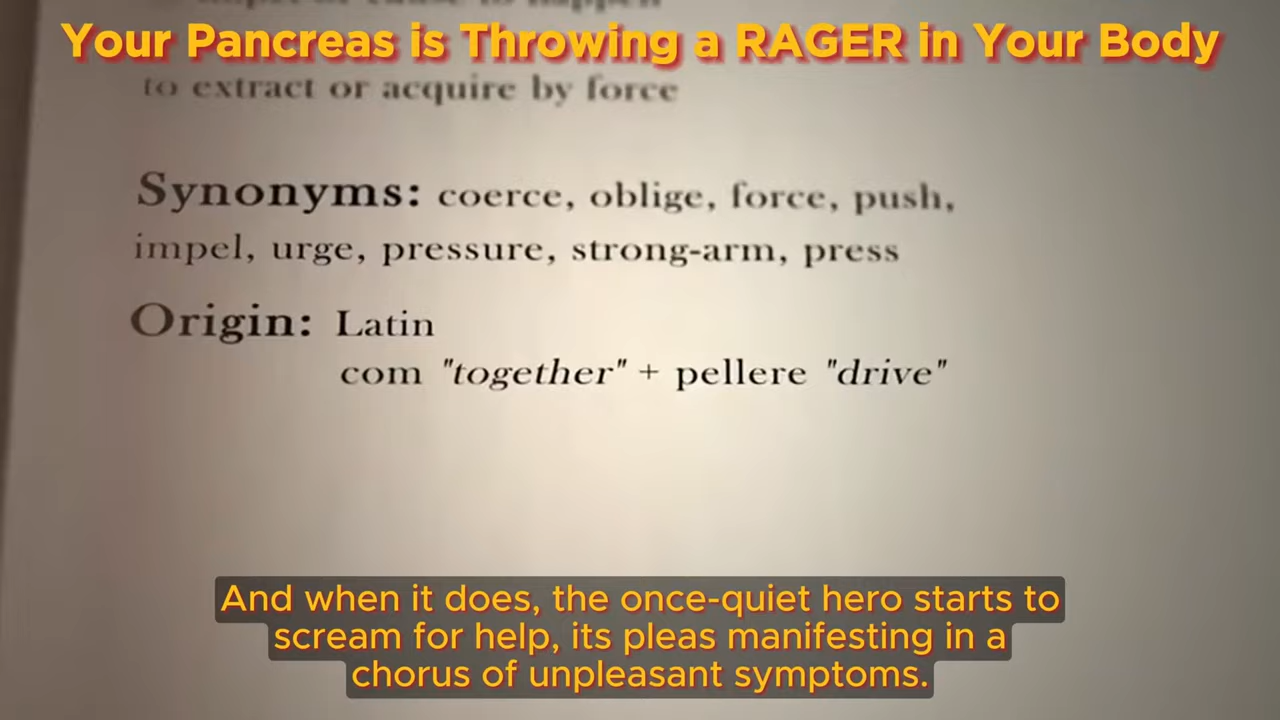 Your Pancreas is Throwing a RAGER in Your Body
to extract or acquire by force
Synonyms: coerce, oblige, force, push,
impel, urge, pressure, strong-arm, press
Origin: Latin
com "together" + pellere "drive"
And when it does, the once-quiet hero starts to
scream for help, its pleas manifesting in a
chorus of unpleasant symptoms.